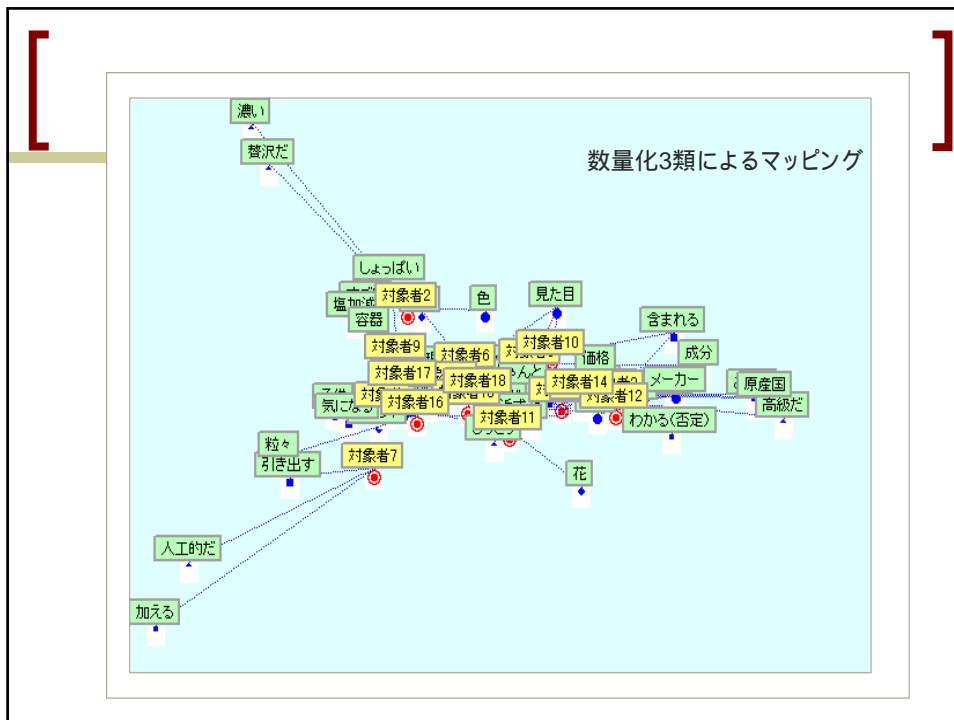 濃い
贅沢だ
数量化3類によるマッピング
しょっぱい
対象者2
色
見た目
塩加減
容器
含まれる
対象者10
対象者9
対象者6
価格
成分
対象者17
対象者18
対象者14
メーカー
原産国
対象者16
対象者12
高級だ
気になる
対象者11
わかる(否定)
粒々
引き出す
対象者7
花
人工的だ
加える